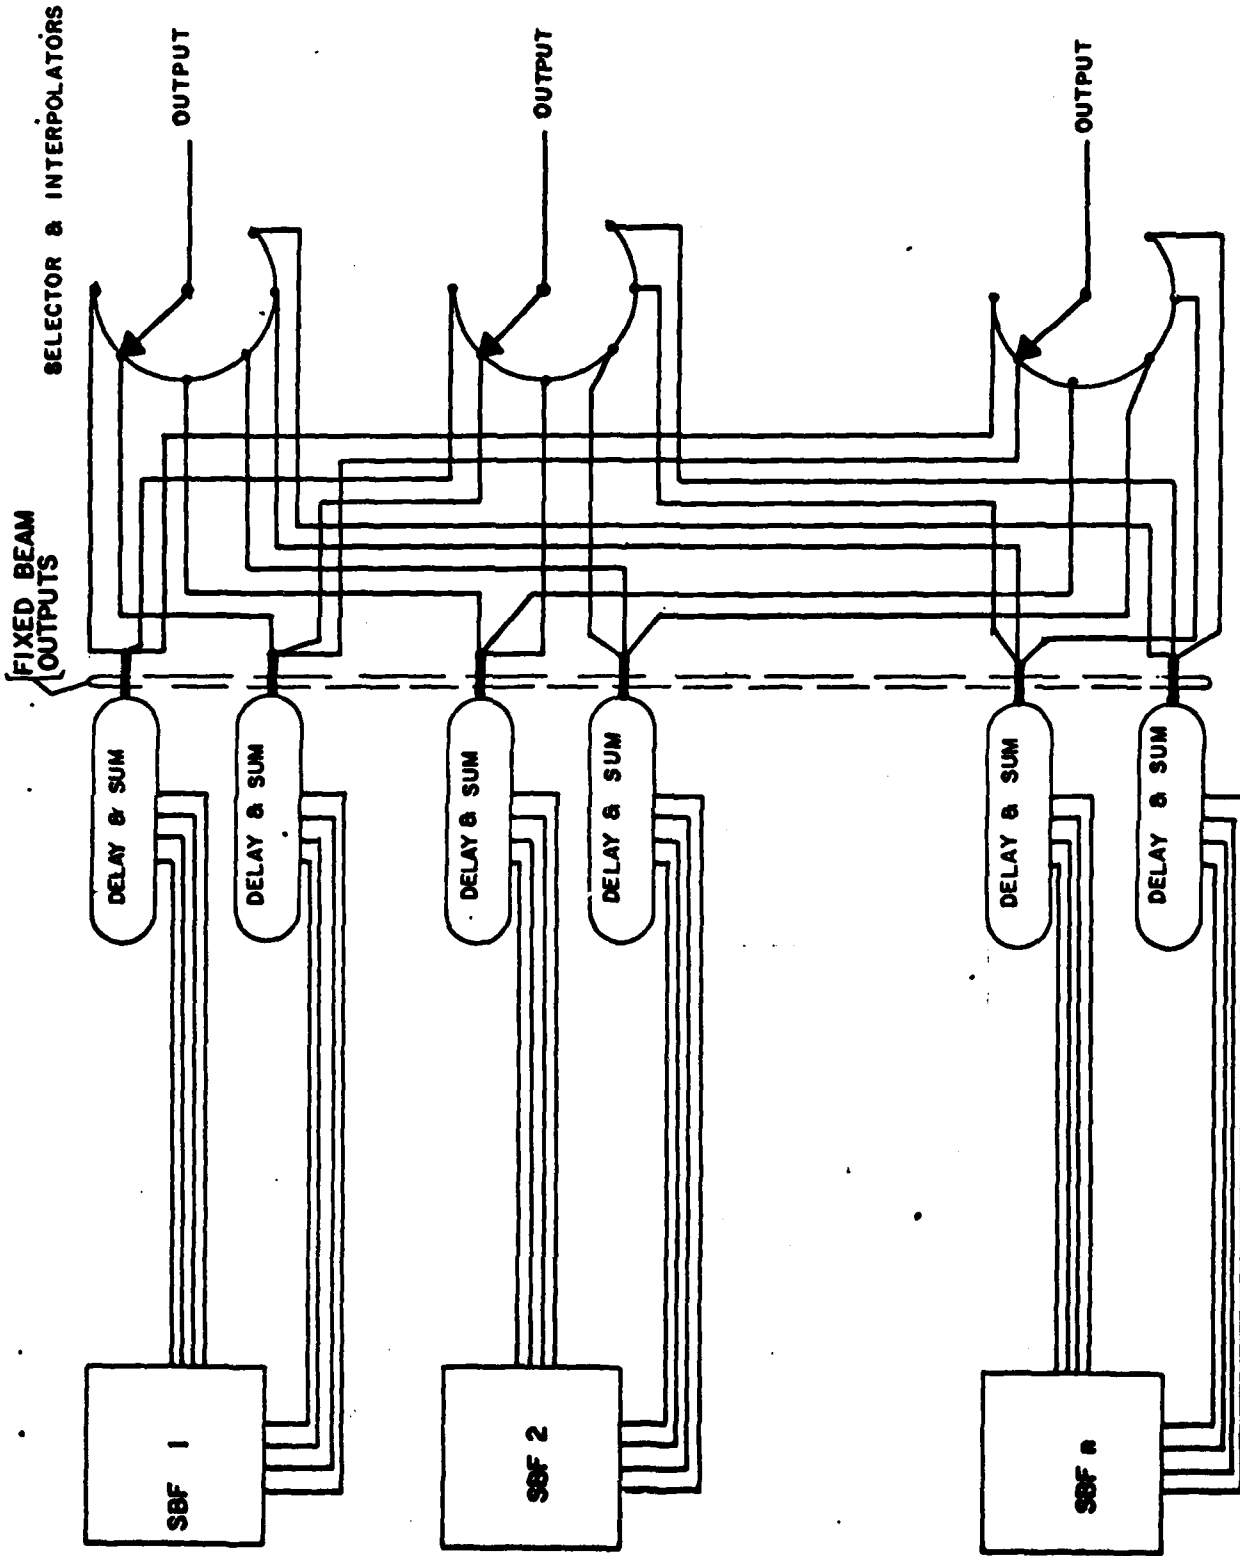 SELECTOR & INTERPOLATORS
OUTPUT
OUTPUT
OUTPUT
FIXED BEAM
OUTPUTS
DELAY & SUM
DELAY & SUM
DELAY & SUM
DELAY & SUM
DELAY & SUM
DELAY & SUM
SBF 1
SBF 2
SBF n